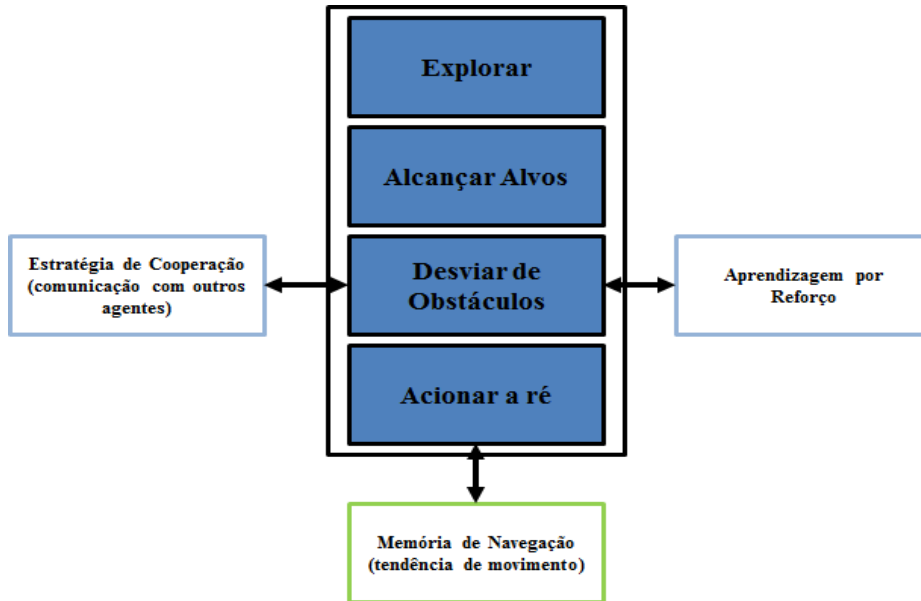 Explorar
Alcançar Alvos
Estratégia de Cooperação
(comunicação com outros
agentes)
Desviar de
Obstáculos
Aprendizagem por
Reforço
Acionar a ré
Memória de Navegação
(tendência de movimento)